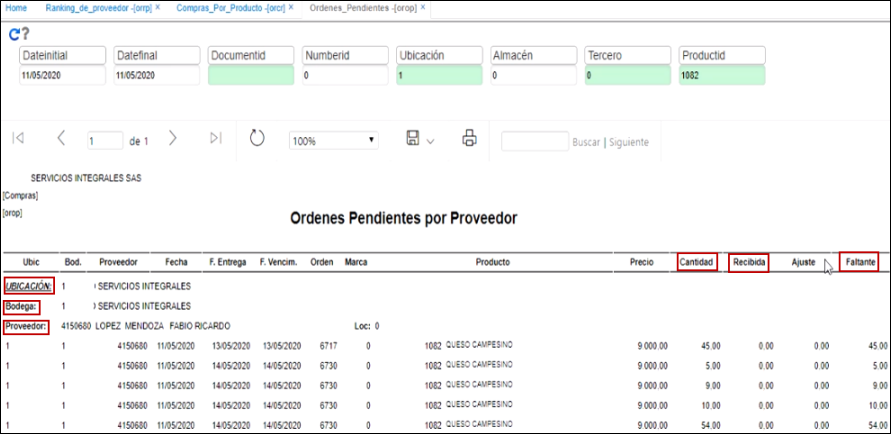 Home Ranking_de_proveedor -[orrp] x Compras_Por_Producto -[orcr] x Ordenes_Pendientes -[orop] x
?
Dateinitial Datefinal Documentid Numberid Ubicación Almacén Tercero Productid
11/05/2020 11/05/2020 0 1 0 0 1082
1 de 1 100% Buscar | Siguiente
SERVICIOS INTEGRALES SAS
[Compras]
[orop]
Ordenes Pendientes por Proveedor
Ubic Bod. Proveedor Fecha F. Entrega F. Vencim. Orden Marca Producto Precio Cantidad Recibida Ajuste Faltante
UBICACIÓN: 1 SERVICIOS INTEGRALES
Bodega: 1 SERVICIOS INTEGRALES
Proveedor: 4150680 LOPEZ MENDOZA FABIO RICARDO Loc: 0
1 1 4150680 11/05/2020 13/05/2020 13/05/2020 6717 0 1082 QUESO CAMPESINO 9.000.00 45.00 0.00 0.00 45.00
1 1 4150680 11/05/2020 14/05/2020 14/05/2020 6730 0 1082 QUESO CAMPESINO 9.000.00 5.00 0.00 0.00 5.00
1 1 4150680 11/05/2020 14/05/2020 14/05/2020 6730 0 1082 QUESO CAMPESINO 9.000.00 9.00 0.00 0.00 9.00
1 1 4150680 11/05/2020 14/05/2020 14/05/2020 6730 0 1082 QUESO CAMPESINO 9.000.00 10.00 0.00 0.00 10.00
1 1 4150680 11/05/2020 14/05/2020 14/05/2020 6730 0 1082 QUESO CAMPESINO 9.000.00 54.00 0.00 0.00 54.00